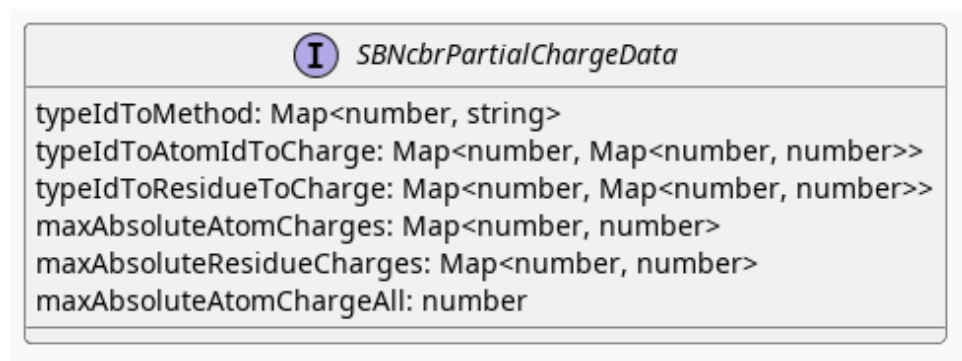 I SBNcbrPartialChargeData
typeIdToMethod: Map<number, string>
typeIdToAtomIdToCharge: Map<number, Map<number, number>>
typeIdToResidueToCharge: Map<number, Map<number, number>>
maxAbsoluteAtomCharges: Map<number, number>
maxAbsoluteResidueCharges: Map<number, number>
maxAbsoluteAtomChargeAll: number